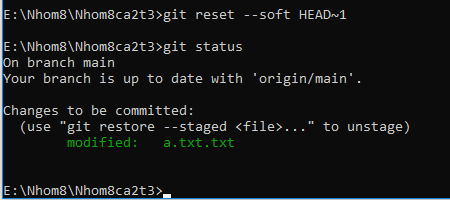 E:\Nhom8\Nhom8ca2t3>git reset --soft HEAD~1
E:\Nhom8\Nhom8ca2t3>git status
On branch main
Your branch is up to date with 'origin/main'.
Changes to be committed:
  (use "git restore --staged <file>..." to unstage)
        modified:   a.txt.txt
E:\Nhom8\Nhom8ca2t3>